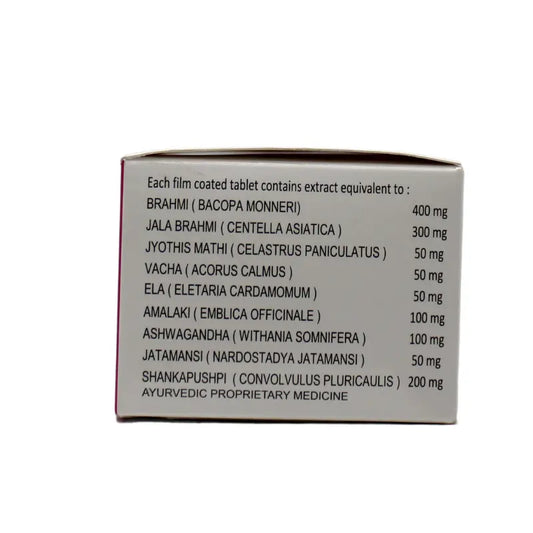 Each film coated tablet contains extract equivalent to :
BRAHMI ( BACOPA MONNERI) 400 mg
JALA BRAHMI ( CENTELLA ASIATICA ) 300 mg
JYOTHIS MATHI ( CELASTRUS PANICULATUS ) 50 mg
VACHA ( ACORUS CALMUS ) 50 mg
ELA ( ELETARIA CARDAMOMUM ) 50 mg
AMALAKI ( EMBLICA OFFICINALE ) 100 mg
ASHWAGANDHA ( WITHANIA SOMNIFERA ) 100 mg
JATAMANSI ( NARDOSTADYA JATAMANSI ) 50 mg
SHANKAPUSHPI ( CONVOLVULUS PLURICAULIS ) 200 mg
AYURVEDIC PROPRIETARY MEDICINE